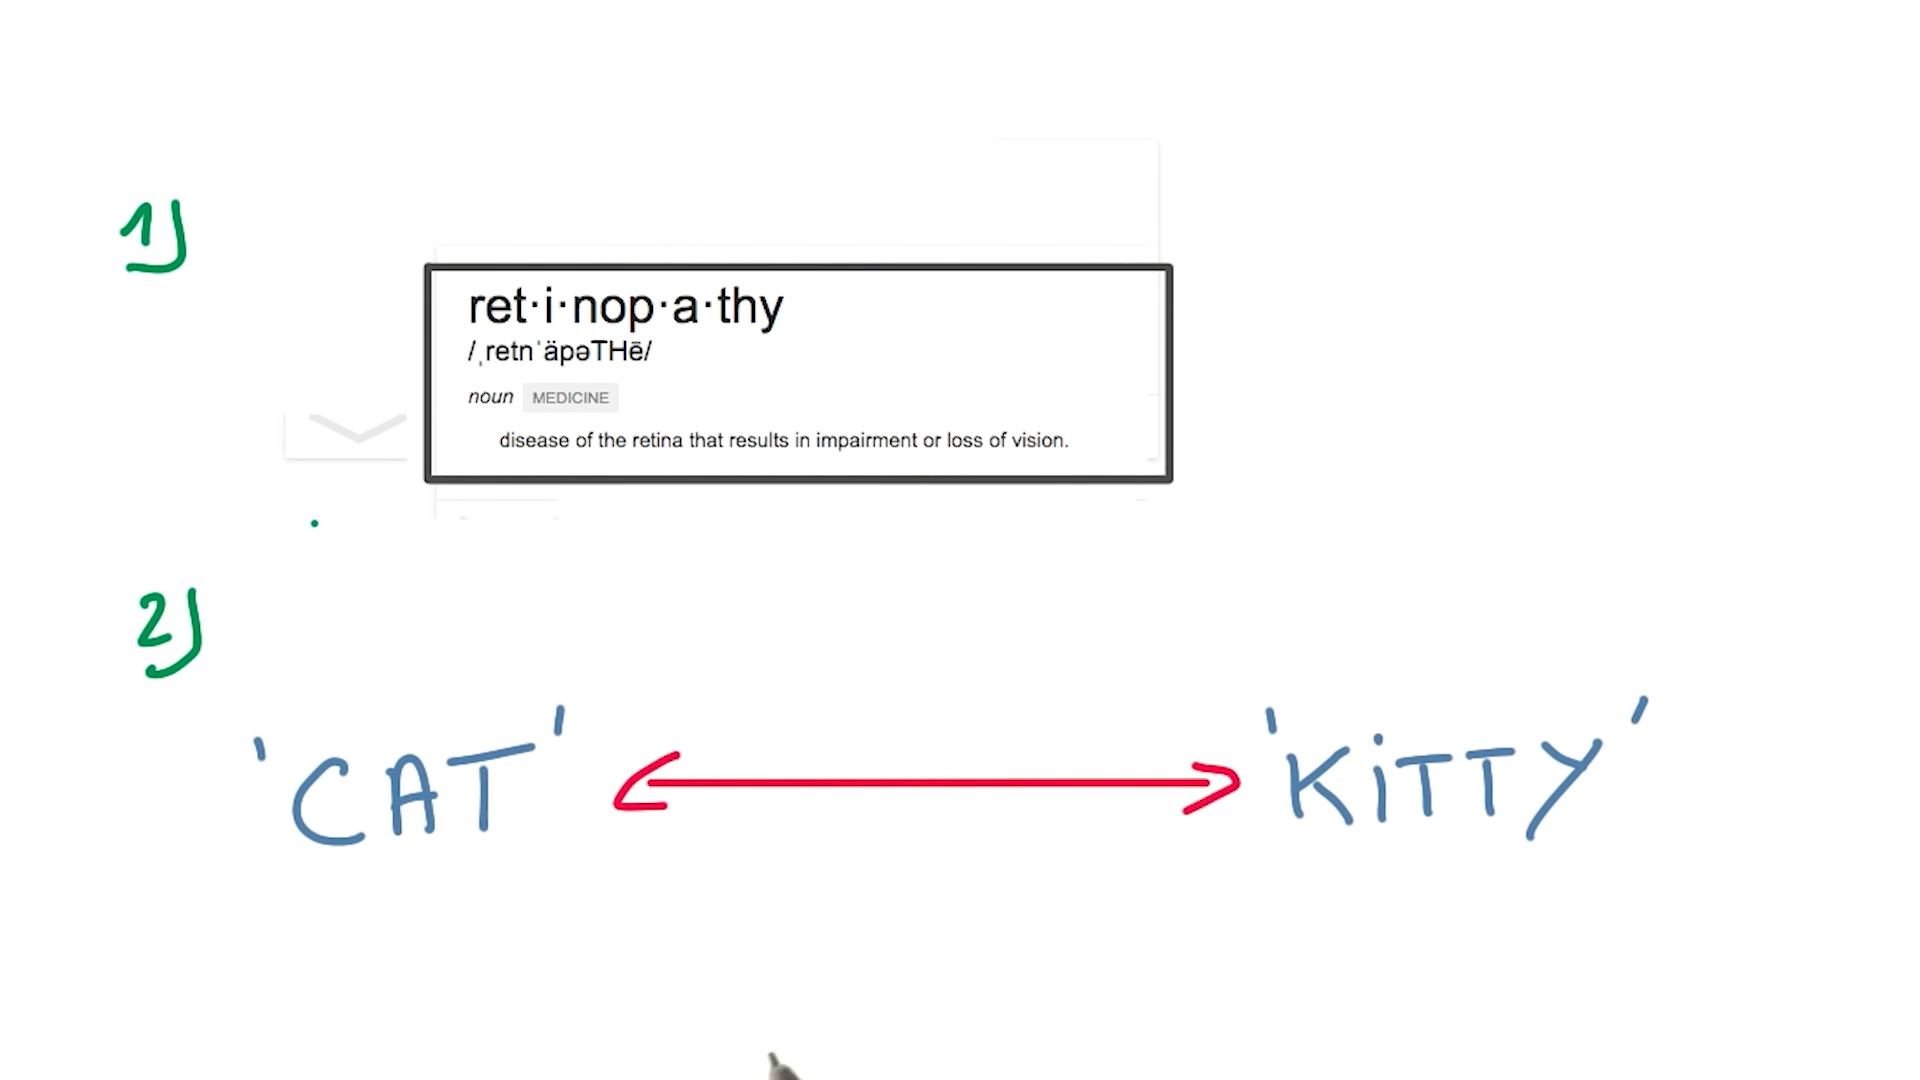 1)
ret·i·nop·a·thy
/ˌretnˈäpəTHē/
noun MEDICINE
disease of the retina that results in impairment or loss of vision.
2)
'CAT' 'KiTTY'